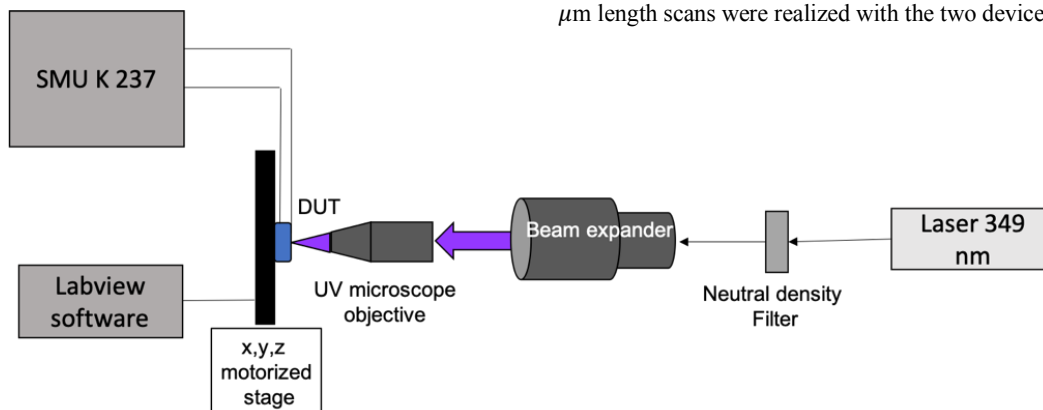 μm length scans were realized with the two device
SMU K 237
DUT
Beam expander
Laser 349
nm
UV microscope
objective
Neutral density
Filter
Labview
software
x,y,z
motorized
stage